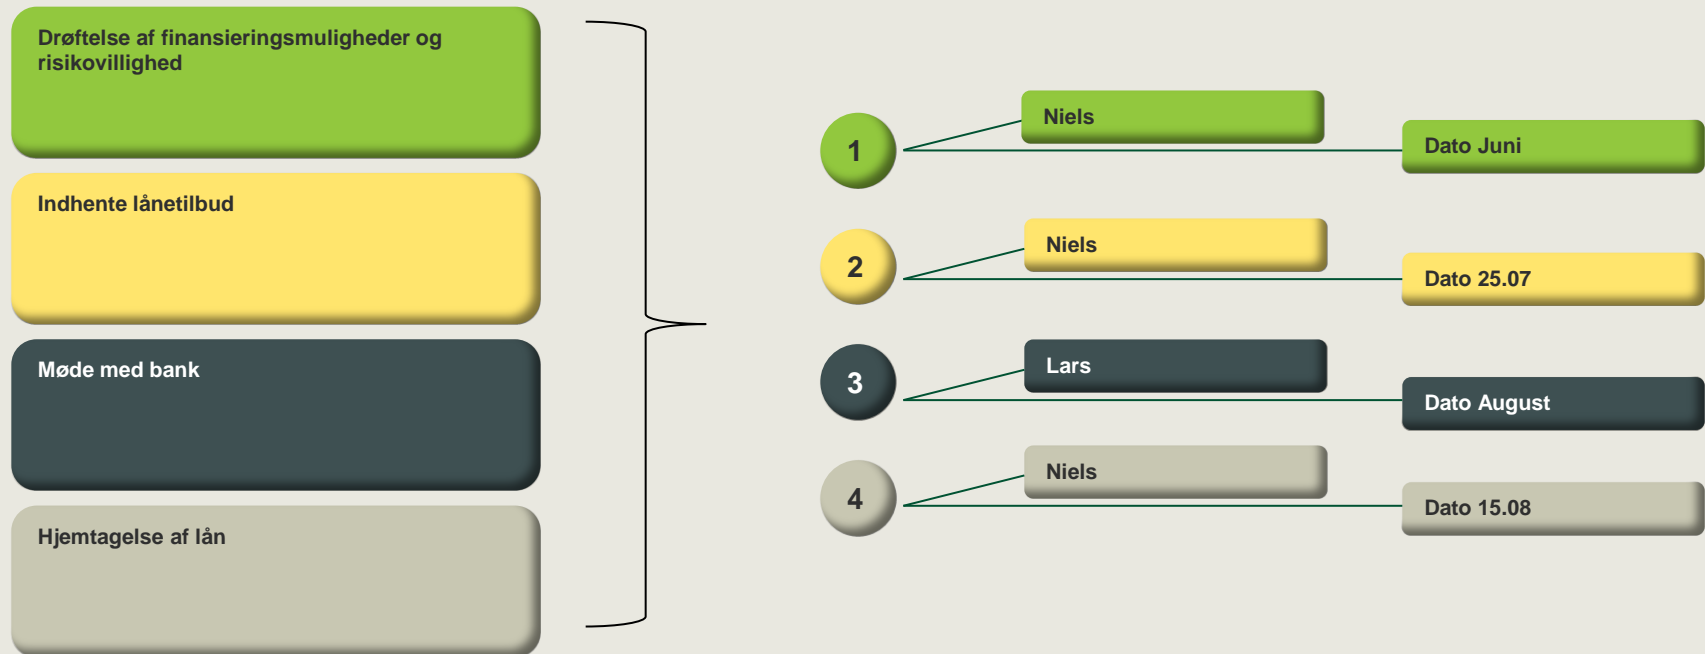 Drøftelse af finansieringsmuligheder og
risikovillighed
Indhente lånetilbud
Møde med bank
Hjemtagelse af lån
1
Niels
Dato Juni
2
Niels
Dato 25.07
3
Lars
Dato August
4
Niels
Dato 15.08